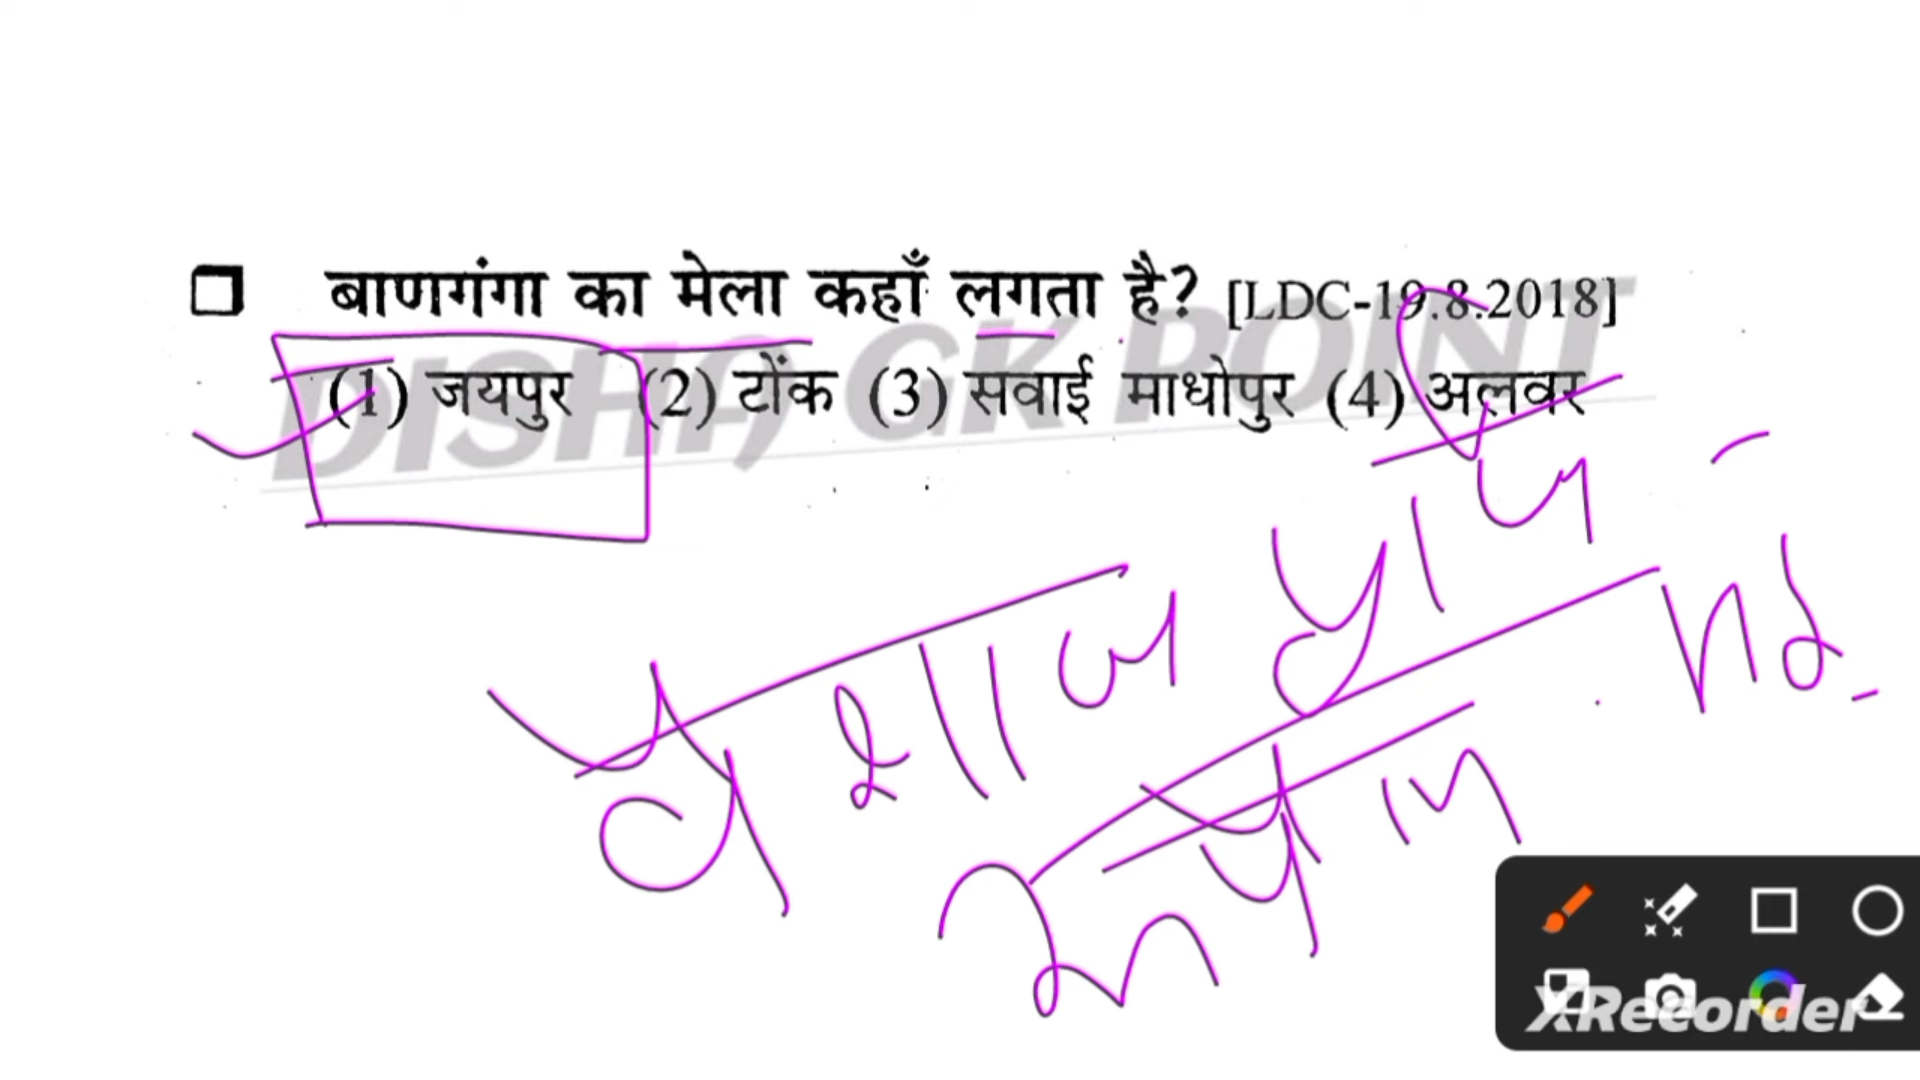 बाणगंगा का मेला कहाँ लगता है? [LDC-19.8.2018]
(1) जयपुर (2) टोंक (3) सवाई माधोपुर (4) अलवर
DISHA GK POINT
XRecorder